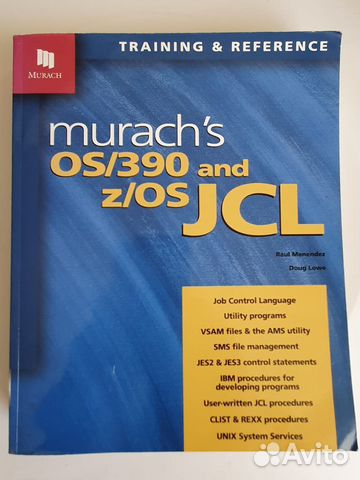 TRAINING & REFERENCE
MURACH
murach's
OS/390 and
z/OS JCL
Raul Menendez
Doug Lowe
Job Control Language
Utility programs
VSAM files & the AMS utility
SMS file management
JES2 & JES3 control statements
IBM procedures for
developing programs
User-written JCL procedures
CLIST & REXX procedures
UNIX System Services
Avito